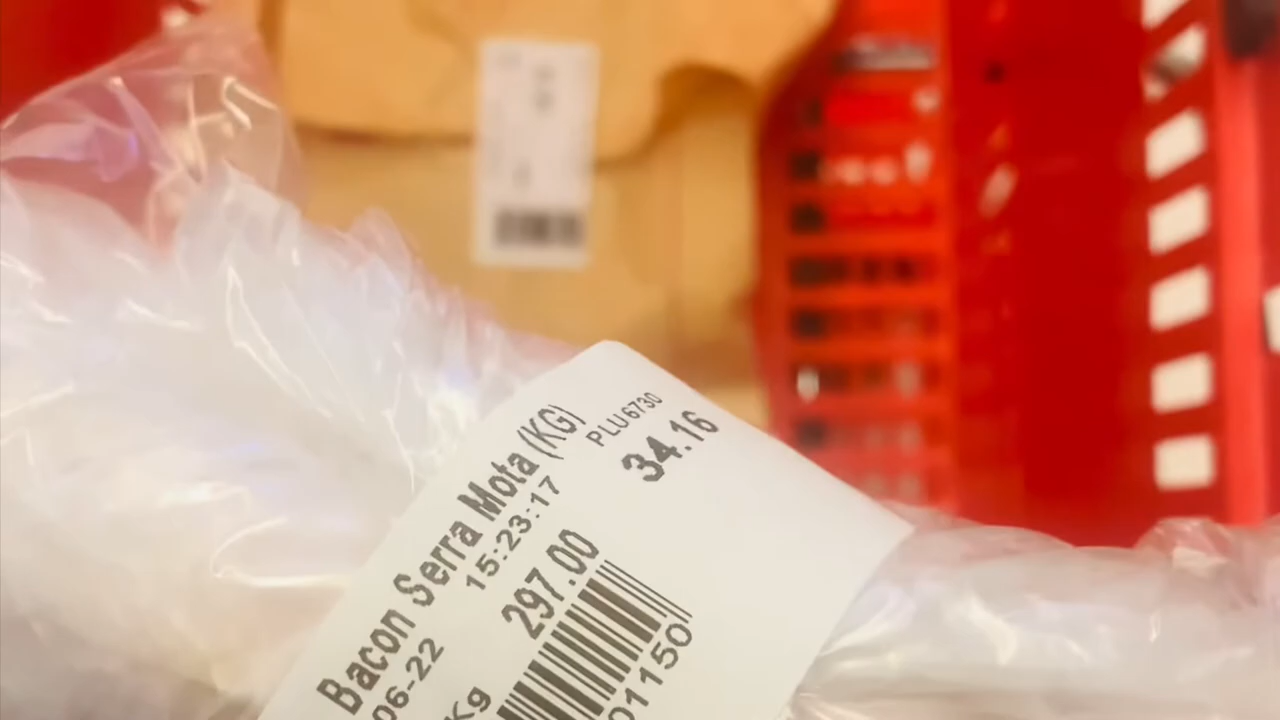 Bacon Serra Mota (KG)
PLU6730
06-22 15:23:17
34.16
Kg 297.00
01150